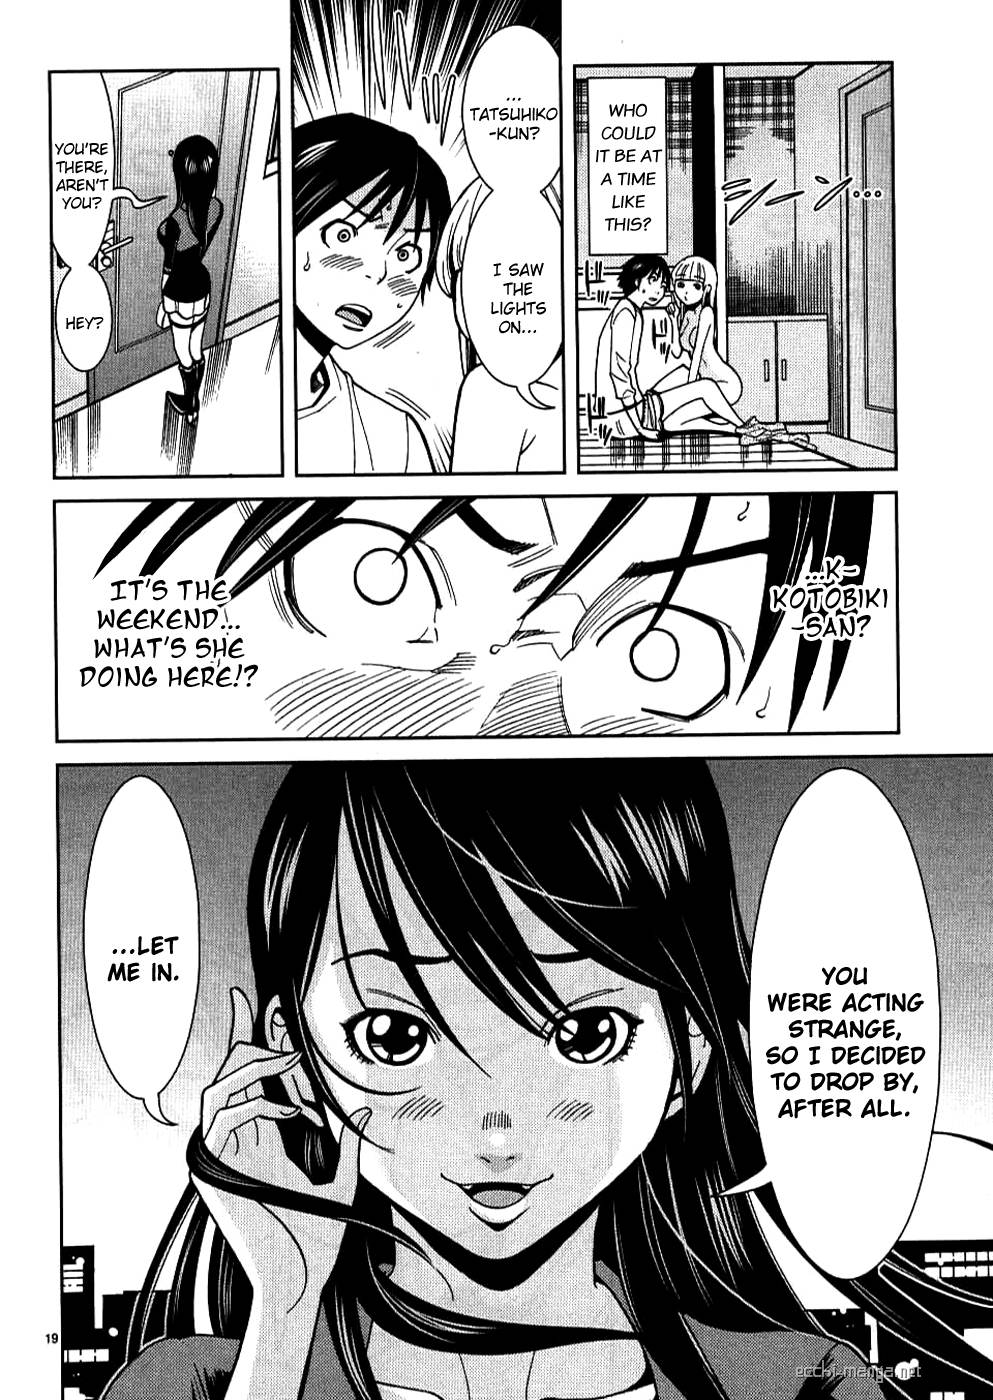 WHO
COULD
IT BE AT
A TIME
LIKE
THIS?
シーン...
...
TATSUHIKO
-KUN?
I SAW
THE
LIGHTS
ON...
YOU'RE
THERE,
AREN'T
YOU?
HEY?
...K-
KOTOBIKI
-SAN?
IT'S THE
WEEKEND...
WHAT'S SHE
DOING HERE!?
YOU
WERE ACTING
STRANGE,
SO I DECIDED
TO DROP BY,
AFTER ALL.
...LET
ME IN.
19
ecchi-manga.net